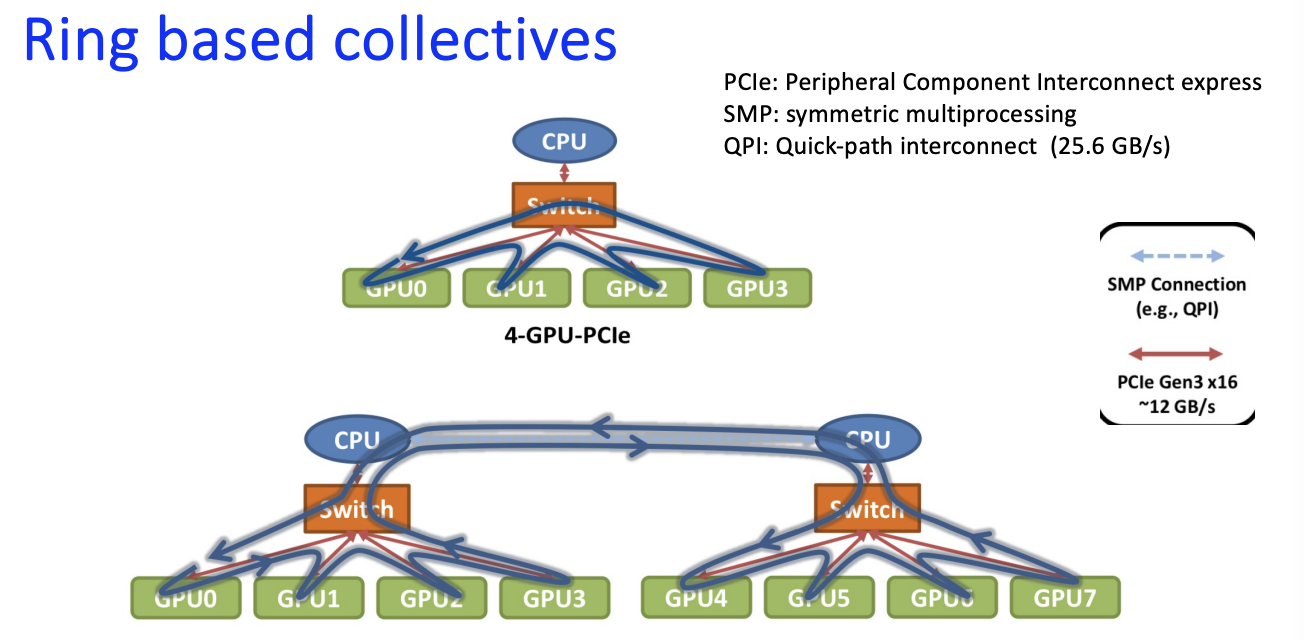 Ring based collectives
PCIe: Peripheral Component Interconnect express
SMP: symmetric multiprocessing
QPI: Quick-path interconnect (25.6 GB/s)
CPU
Switch
GPU0
GPU1
GPU2
GPU3
4-GPU-PCIe
SMP Connection
(e.g., QPI)
PCIe Gen3 x16
~12 GB/s
CPU
CPU
Switch
Switch
GPU0
GPU1
GPU2
GPU3
GPU4
GPU5
GPU6
GPU7